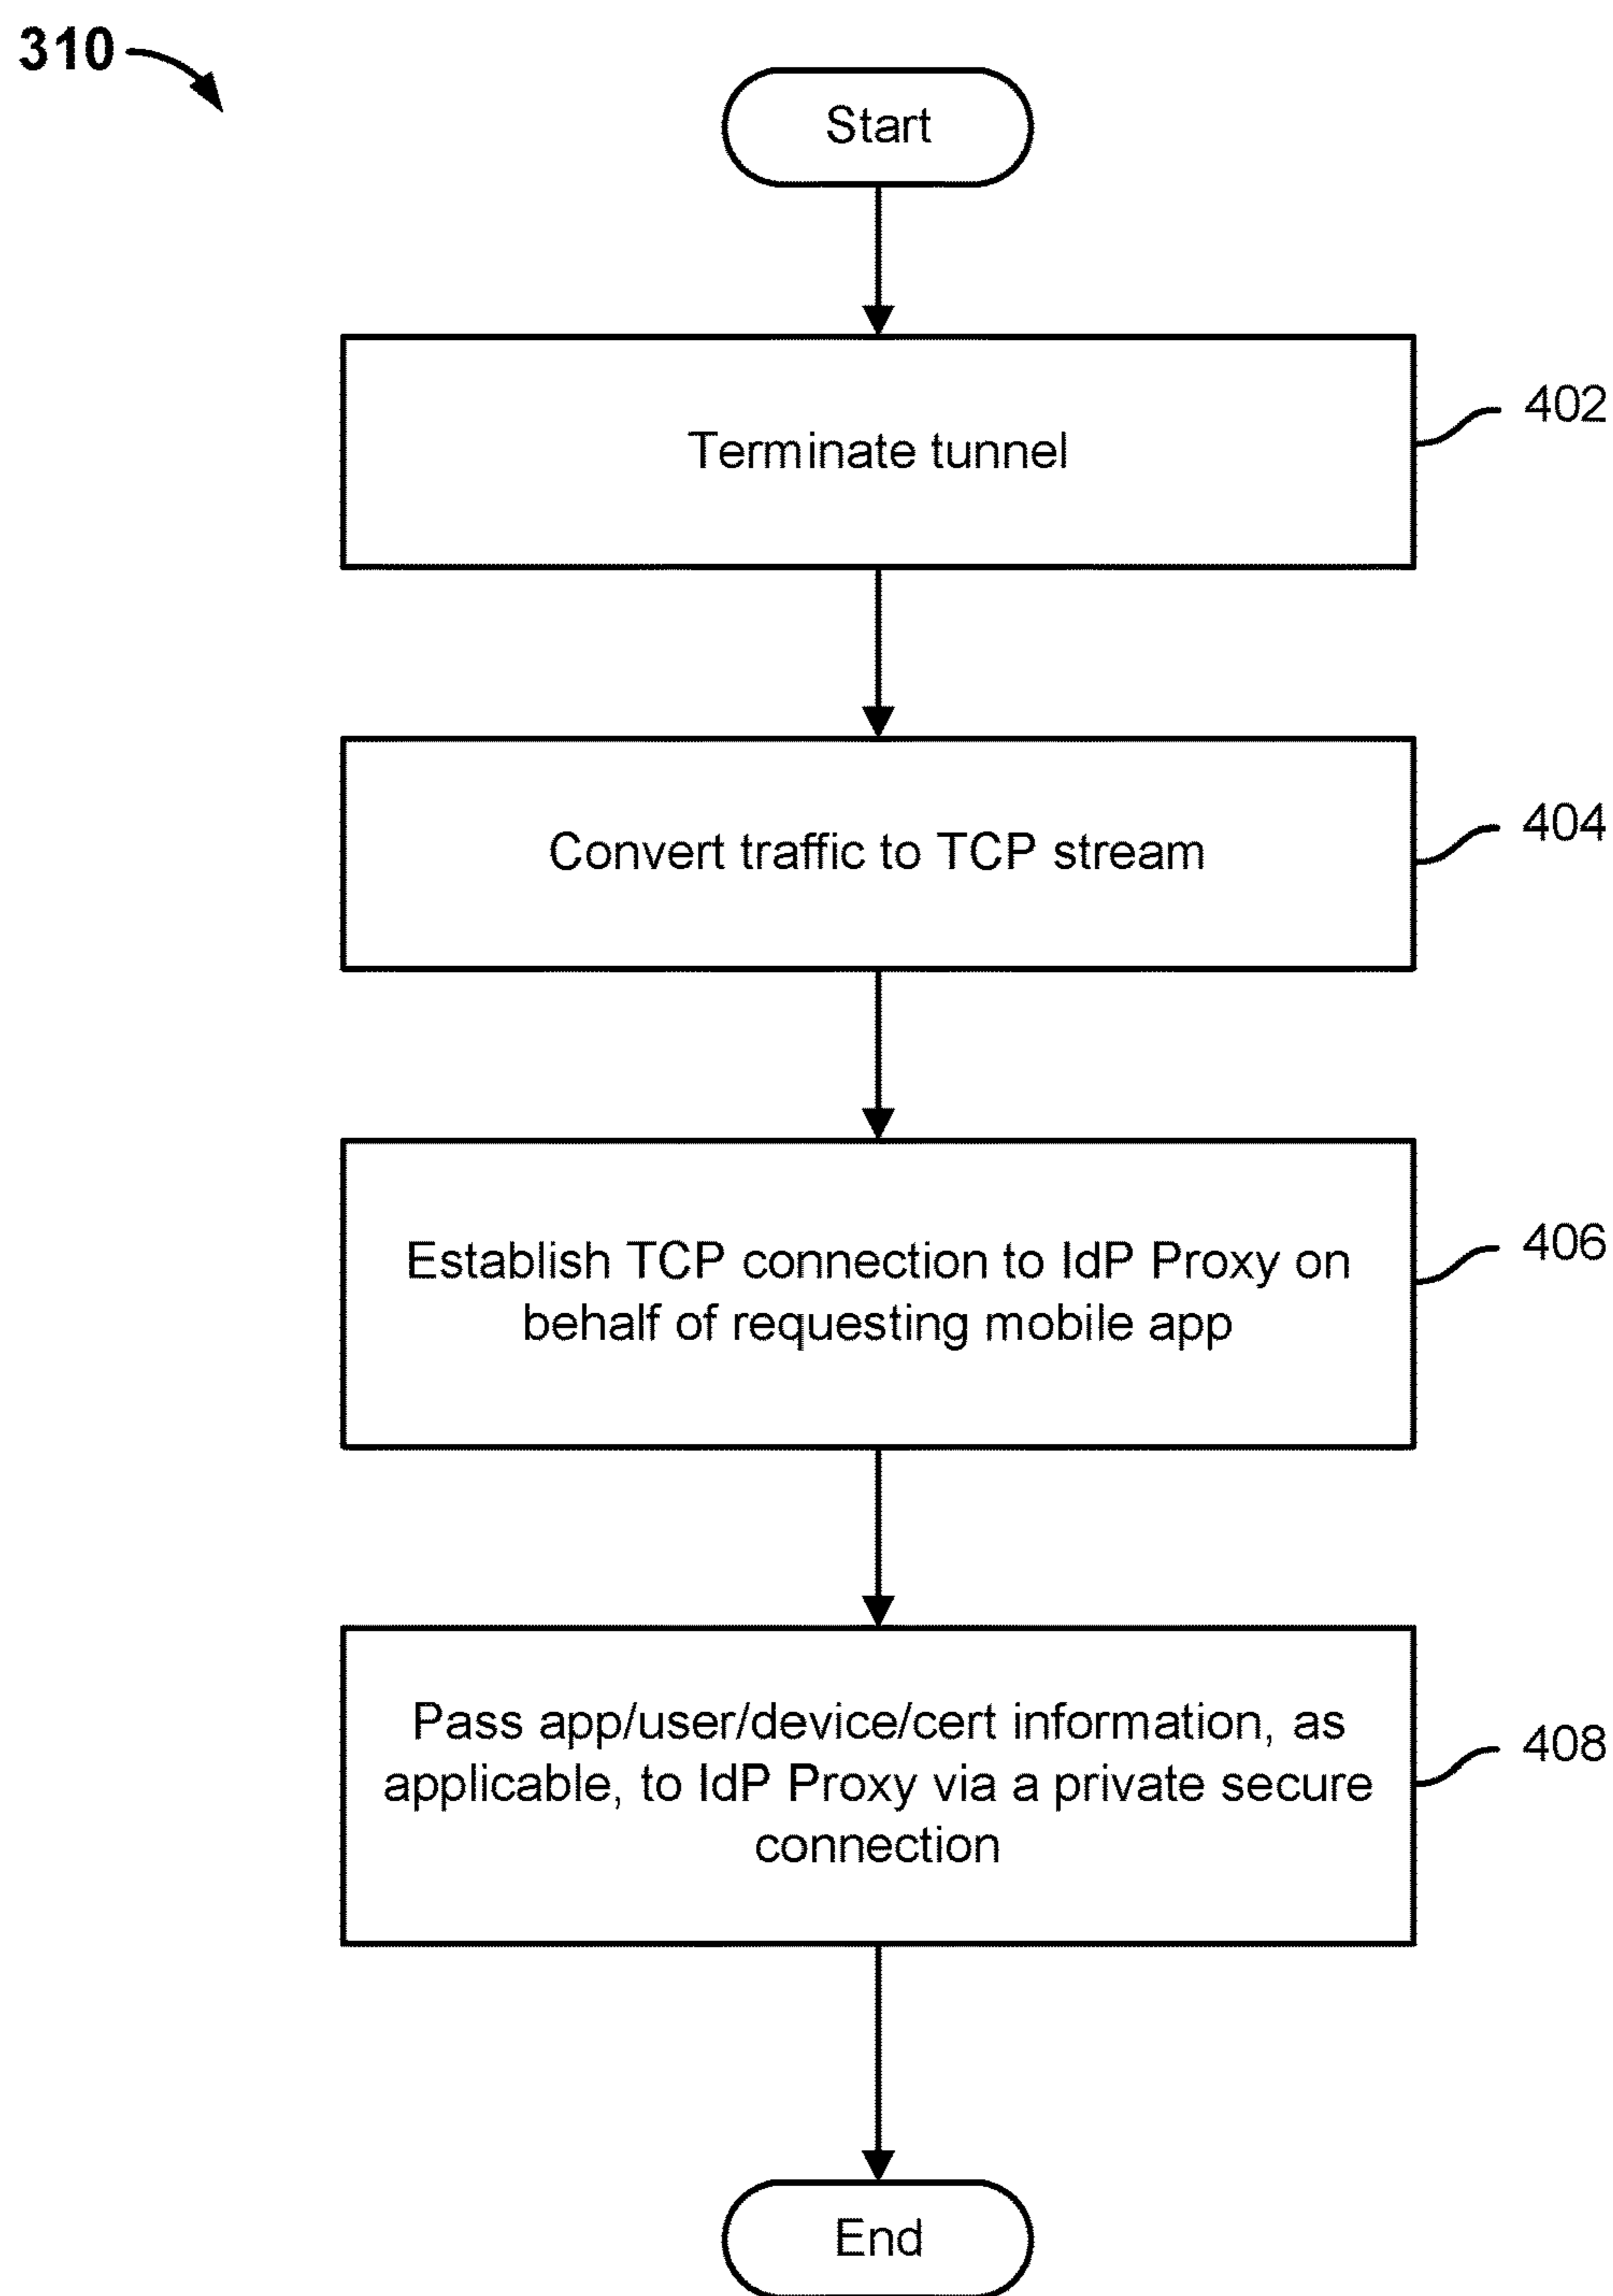 310
Start
Terminate tunnel
402
Convert traffic to TCP stream
404
Establish TCP connection to IdP Proxy on
behalf of requesting mobile app
406
Pass app/user/device/cert information, as
applicable, to IdP Proxy via a private secure
connection
408
End